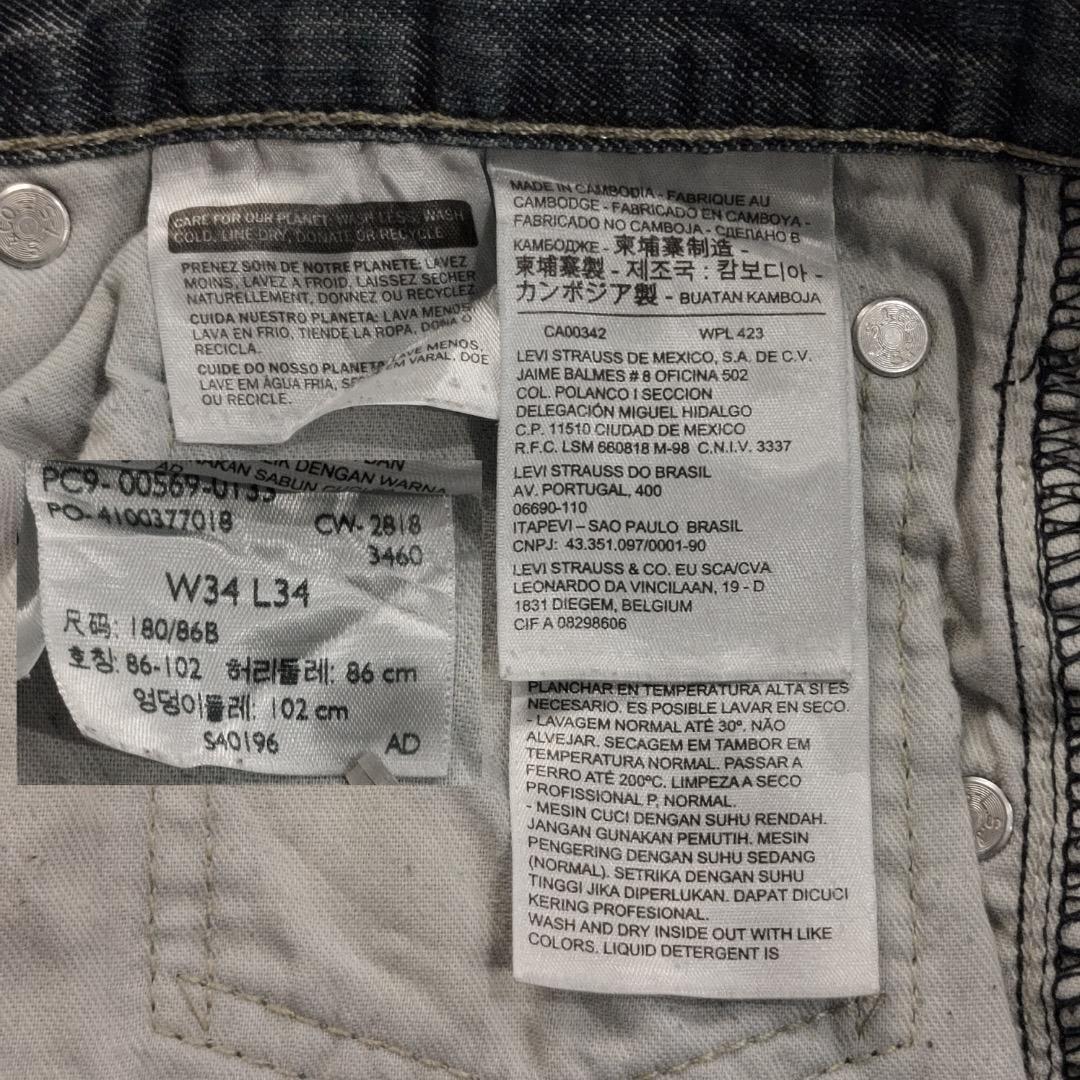 CARE FOR OUR PLANET: WASH LESS, WASH
COLD, LINE DRY, DONATE OR RECYCLE
PRENEZ SOIN DE NOTRE PLANETE: LAVEZ
MOINS, LAVEZ A FROID, LAISSEZ SECHER
NATURELLEMENT, DONNEZ OU RECYCLEZ
CUIDA NUESTRO PLANETA: LAVA MENOS,
LAVA EN FRIO, TIENDE LA ROPA, DONA O
RECICLA.
CUIDE DO NOSSO PLANETA LAVE MENOS,
LAVE EM ÁGUA FRIA, EM VARAL, DOE
OU RECICLE.
MADE IN CAMBODIA - FABRIQUE AU
CAMBODGE - FABRICADO EN CAMBOYA -
FABRICADO NO CAMBOJA - СДЕЛАНО В
КАМБОДЖЕ - 柬埔寨制造 -
柬埔寨製 - 제조국 : 캄보디아 -
カンボジア製 - BUATAN KAMBOJA
CA00342 WPL 423
LEVI STRAUSS DE MEXICO, S.A. DE C.V.
JAIME BALMES # 8 OFICINA 502
COL. POLANCO I SECCION
DELEGACIÓN MIGUEL HIDALGO
C.P. 11510 CIUDAD DE MEXICO
R.F.C. LSM 660818 M-98 C.N.I.V. 3337
LEVI STRAUSS DO BRASIL
AV. PORTUGAL, 400
06690-110
ITAPEVI – SAO PAULO BRASIL
CNPJ: 43.351.097/0001-90
LEVI STRAUSS & CO. EU SCA/CVA
LEONARDO DA VINCILAAN, 19 - D
1831 DIEGEM, BELGIUM
CIF A 08298606
PLANCHAR EN TEMPERATURA ALTA SI ES
NECESARIO. ES POSIBLE LAVAR EN SECO.
- LAVAGEM NORMAL ATÉ 30º. NÃO
ALVEJAR. SECAGEM EM TAMBOR EM
TEMPERATURA NORMAL. PASSAR A
FERRO ATÉ 200ºC. LIMPEZA A SECO
PROFISSIONAL P, NORMAL.
- MESIN CUCI DENGAN SUHU RENDAH.
JANGAN GUNAKAN PEMUTIH. MESIN
PENGERING DENGAN SUHU SEDANG
(NORMAL). SETRIKA DENGAN SUHU
TINGGI JIKA DIPERLUKAN. DAPAT DICUCI
KERING PROFESIONAL.
WASH AND DRY INSIDE OUT WITH LIKE
COLORS. LIQUID DETERGENT IS
DENGAN WARNA
SABUN
PC9-00569-0133
PO-4100377018 CW-2818
3460
W34 L34
尺码: 180/86B
호칭: 86-102 허리둘레: 86 cm
엉덩이둘레: 102 cm
S40196 AD